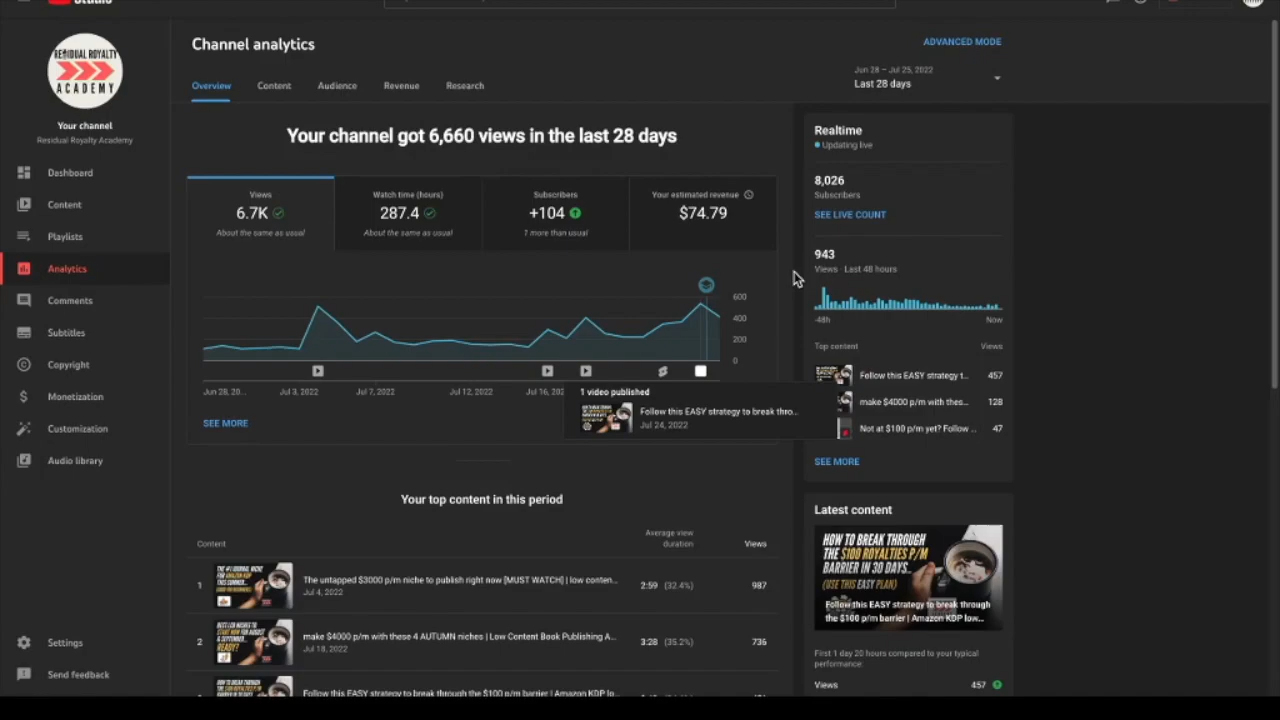 Studio
Channel analytics
ADVANCED MODE
Jun 28 – Jul 25, 2022
Last 28 days
RESIDUAL ROYALTY
ACADEMY
Your channel
Residual Royalty Academy
Dashboard
Content
Playlists
Analytics
Comments
Subtitles
Copyright
Monetization
Customization
Audio library
Settings
Send feedback
Overview
Content
Audience
Revenue
Research
Your channel got 6,660 views in the last 28 days
Views
6.7K
About the same as usual
Watch time (hours)
287.4
About the same as usual
Subscribers
+104
1 more than usual
Your estimated revenue
$74.79
600
400
200
0
Jun 28, 20...
Jul 3, 2022
Jul 7, 2022
Jul 12, 2022
Jul 16, 20
1 video published
Follow this EASY strategy to break thro...
Jul 24, 2022
SEE MORE
Your top content in this period
Content
Average view
duration
Views
1
The untapped $3000 p/m niche to publish right now [MUST WATCH] | low conten...
Jul 4, 2022
2:59 (32.4%)
987
2
make $4000 p/m with these 4 AUTUMN niches | Low Content Book Publishing A...
Jul 18, 2022
3:28 (35.2%)
736
Follow this EASY strategy to break through the $100 p/m barrier | Amazon KDP lo...
Realtime
Updating live
8,026
Subscribers
SEE LIVE COUNT
943
Views · Last 48 hours
-48h
Now
Top content
Views
Follow this EASY strategy t...
457
make $4000 p/m with thes...
128
Not at $100 p/m yet? Follow ...
47
SEE MORE
Latest content
HOW TO BREAK THROUGH
THE $100 ROYALTIES P/M
BARRIER IN 30 DAYS..
(USE THIS EASY PLAN)
Follow this EASY strategy to break through
the $100 p/m barrier | Amazon KDP low...
First 1 day 20 hours compared to your typical
performance:
Views
457